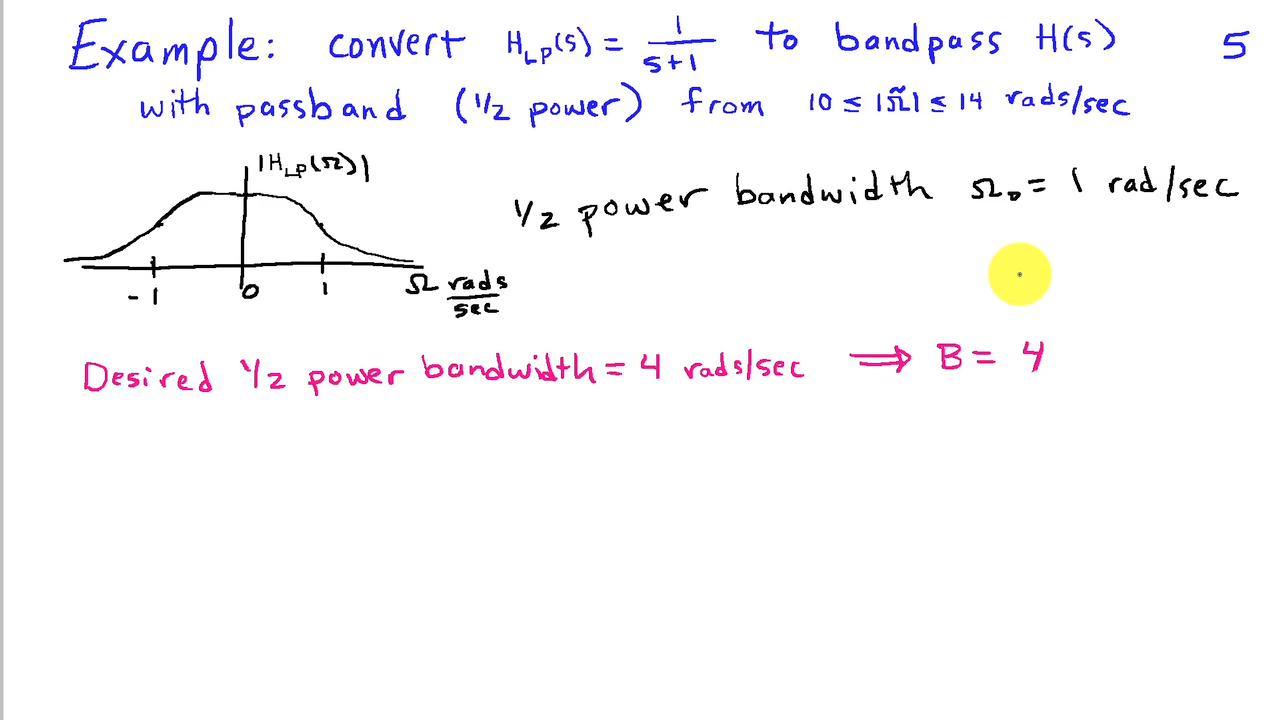 Example: convert H_LP(s) = 1/(s+1) to bandpass H(s) 5
with passband (1/2 power) from 10 ≤ |Ω̃| ≤ 14 rads/sec
|H_LP(Ω)|
1/2 power bandwidth Ω₀ = 1 rad/sec
-1 0 1 Ω rads/sec
Desired 1/2 power bandwidth = 4 rads/sec ⟹ B = 4